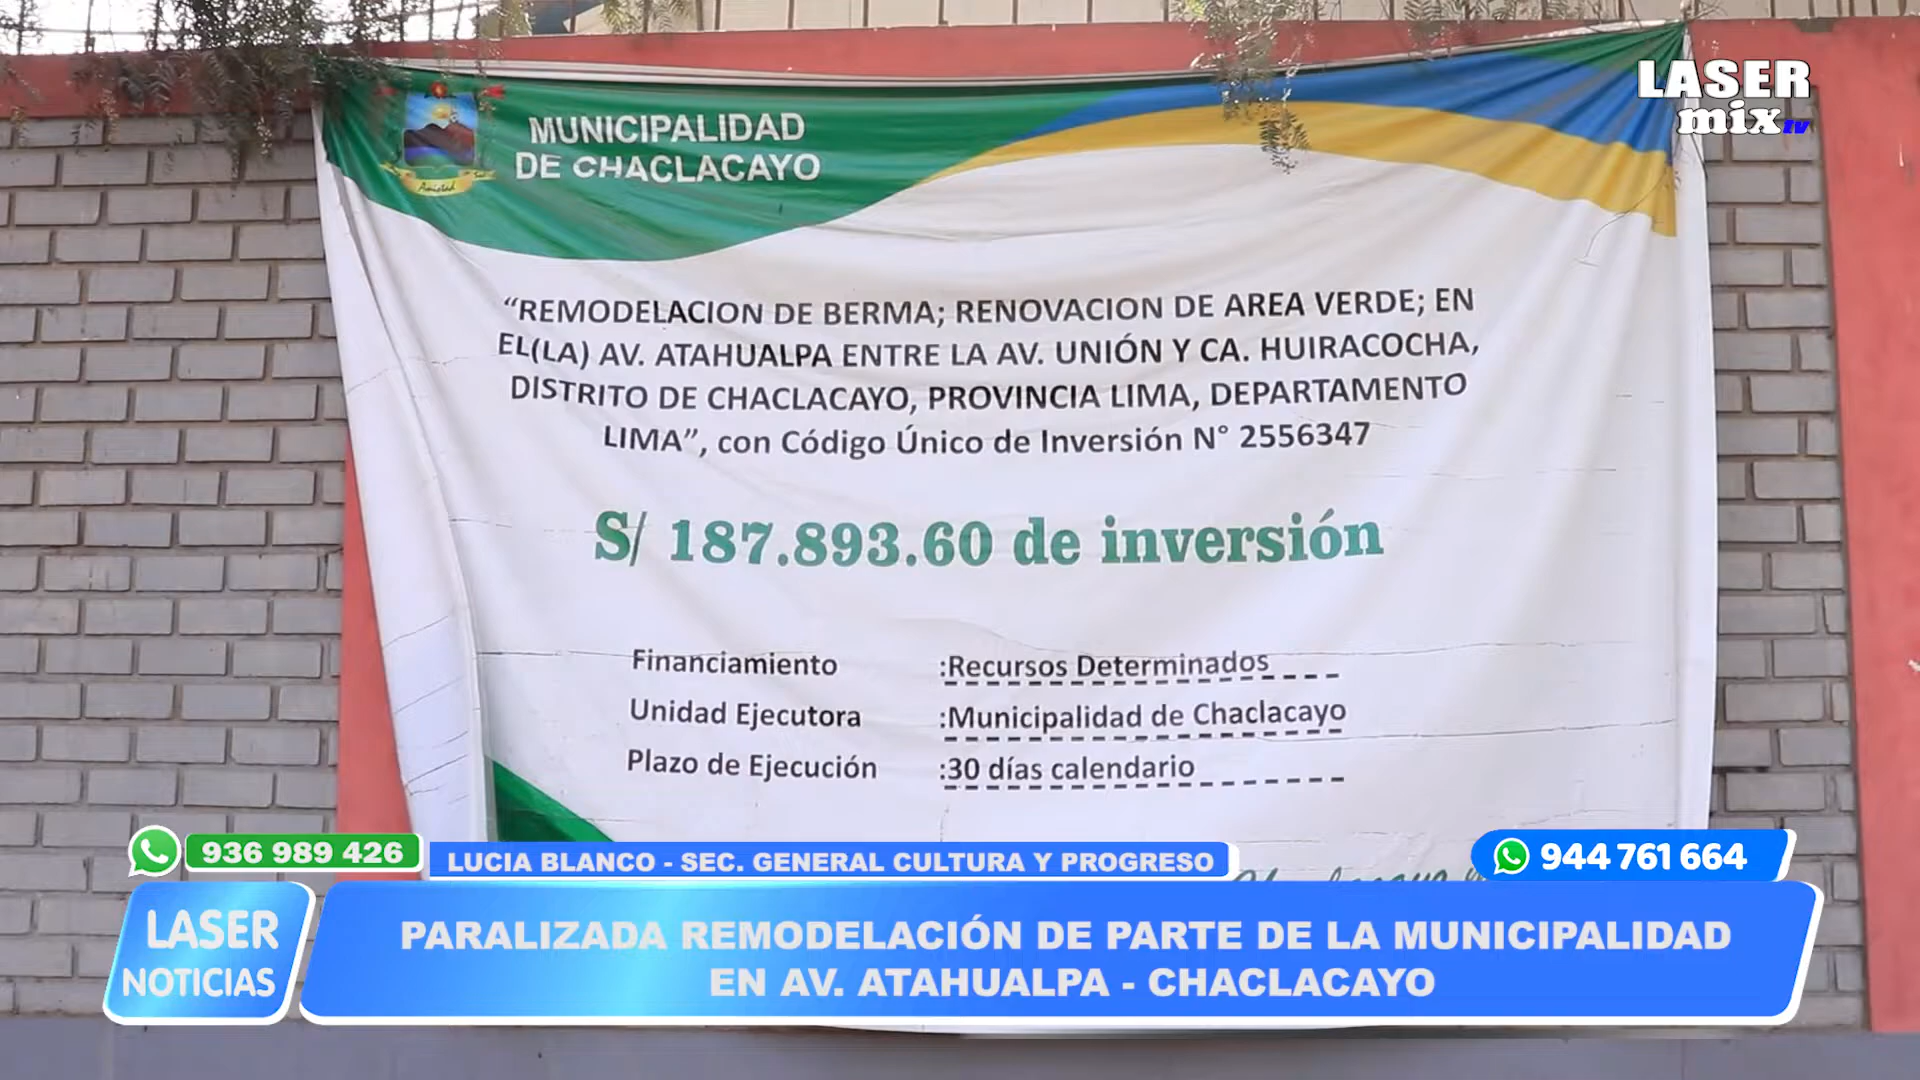 LASER
mix tv
MUNICIPALIDAD
DE CHACLACAYO
Amistad
“REMODELACION DE BERMA; RENOVACION DE AREA VERDE; EN
EL(LA) AV. ATAHUALPA ENTRE LA AV. UNIÓN Y CA. HUIRACOCHA,
DISTRITO DE CHACLACAYO, PROVINCIA LIMA, DEPARTAMENTO
LIMA”, con Código Único de Inversión N° 2556347
S/ 187.893.60 de inversión
Financiamiento :Recursos Determinados
Unidad Ejecutora :Municipalidad de Chaclacayo
Plazo de Ejecución :30 días calendario
936 989 426
LUCIA BLANCO - SEC. GENERAL CULTURA Y PROGRESO
944 761 664
LASER
NOTICIAS
PARALIZADA REMODELACIÓN DE PARTE DE LA MUNICIPALIDAD
EN AV. ATAHUALPA - CHACLACAYO